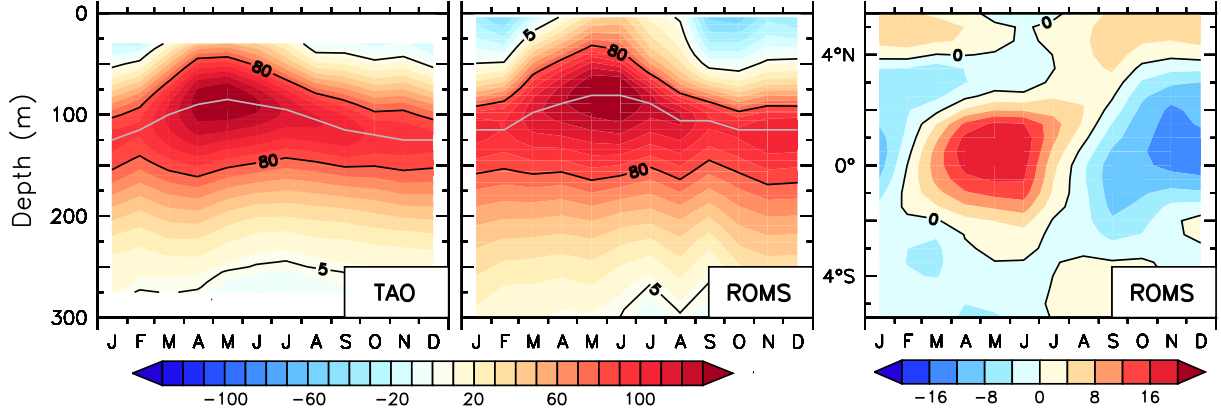 0
100
200
300
Depth (m)
80
80
5
TAO
J F M A M J J A S O N D
5
80
80
5
ROMS
J F M A M J J A S O N D
4°N
0°
4°S
0
0
0
ROMS
J F M A M J J A S O N D
-100 -60 -20 20 60 100
-16 -8 0 8 16